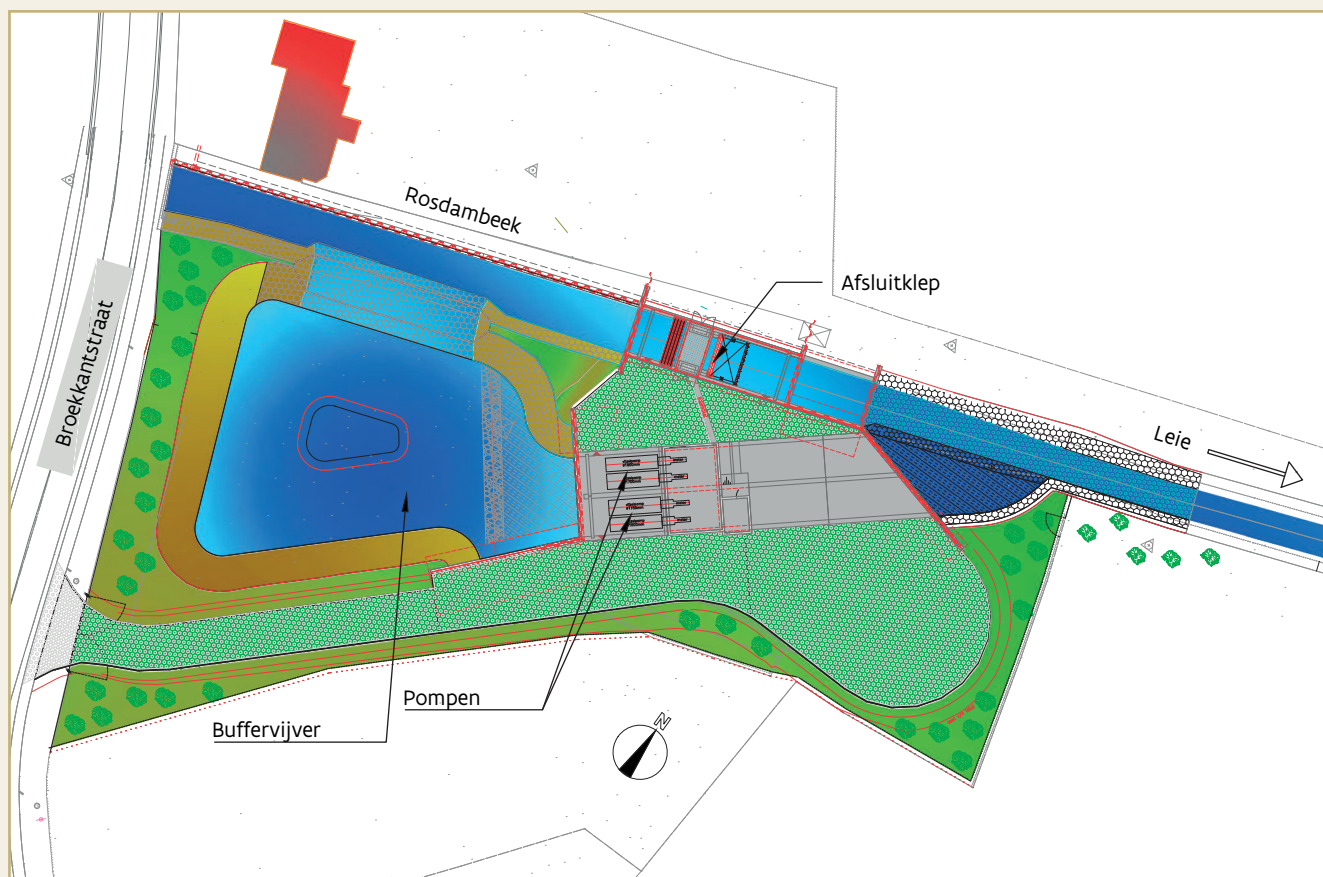 Rosdambeek
Afsluitklep
Broekkantstraat
Leie
Pompen
Buffervijver
N